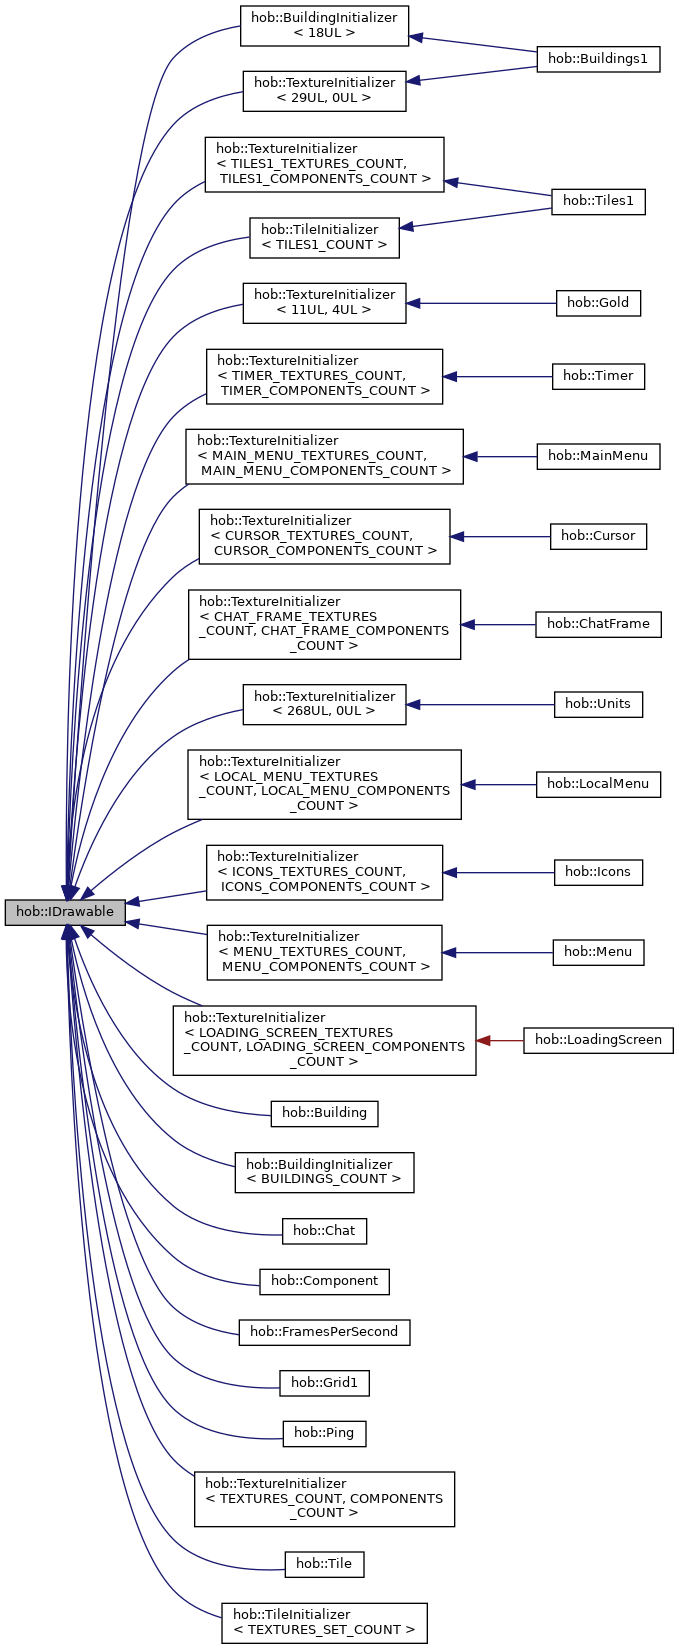 hob::BuildingInitializer
< 18UL >
hob::Buildings1
hob::TextureInitializer
< 29UL, 0UL >
hob::TextureInitializer
< TILES1_TEXTURES_COUNT,
TILES1_COMPONENTS_COUNT >
hob::Tiles1
hob::TileInitializer
< TILES1_COUNT >
hob::TextureInitializer
< 11UL, 4UL >
hob::Gold
hob::TextureInitializer
< TIMER_TEXTURES_COUNT,
TIMER_COMPONENTS_COUNT >
hob::Timer
hob::TextureInitializer
< MAIN_MENU_TEXTURES_COUNT,
MAIN_MENU_COMPONENTS_COUNT >
hob::MainMenu
hob::TextureInitializer
< CURSOR_TEXTURES_COUNT,
CURSOR_COMPONENTS_COUNT >
hob::Cursor
hob::TextureInitializer
< CHAT_FRAME_TEXTURES
_COUNT, CHAT_FRAME_COMPONENTS
_COUNT >
hob::ChatFrame
hob::TextureInitializer
< 268UL, 0UL >
hob::Units
hob::TextureInitializer
< LOCAL_MENU_TEXTURES
_COUNT, LOCAL_MENU_COMPONENTS
_COUNT >
hob::LocalMenu
hob::TextureInitializer
< ICONS_TEXTURES_COUNT,
ICONS_COMPONENTS_COUNT >
hob::Icons
hob::IDrawable
hob::TextureInitializer
< MENU_TEXTURES_COUNT,
MENU_COMPONENTS_COUNT >
hob::Menu
hob::TextureInitializer
< LOADING_SCREEN_TEXTURES
_COUNT, LOADING_SCREEN_COMPONENTS
_COUNT >
hob::LoadingScreen
hob::Building
hob::BuildingInitializer
< BUILDINGS_COUNT >
hob::Chat
hob::Component
hob::FramesPerSecond
hob::Grid1
hob::Ping
hob::TextureInitializer
< TEXTURES_COUNT, COMPONENTS
_COUNT >
hob::Tile
hob::TileInitializer
< TEXTURES_SET_COUNT >